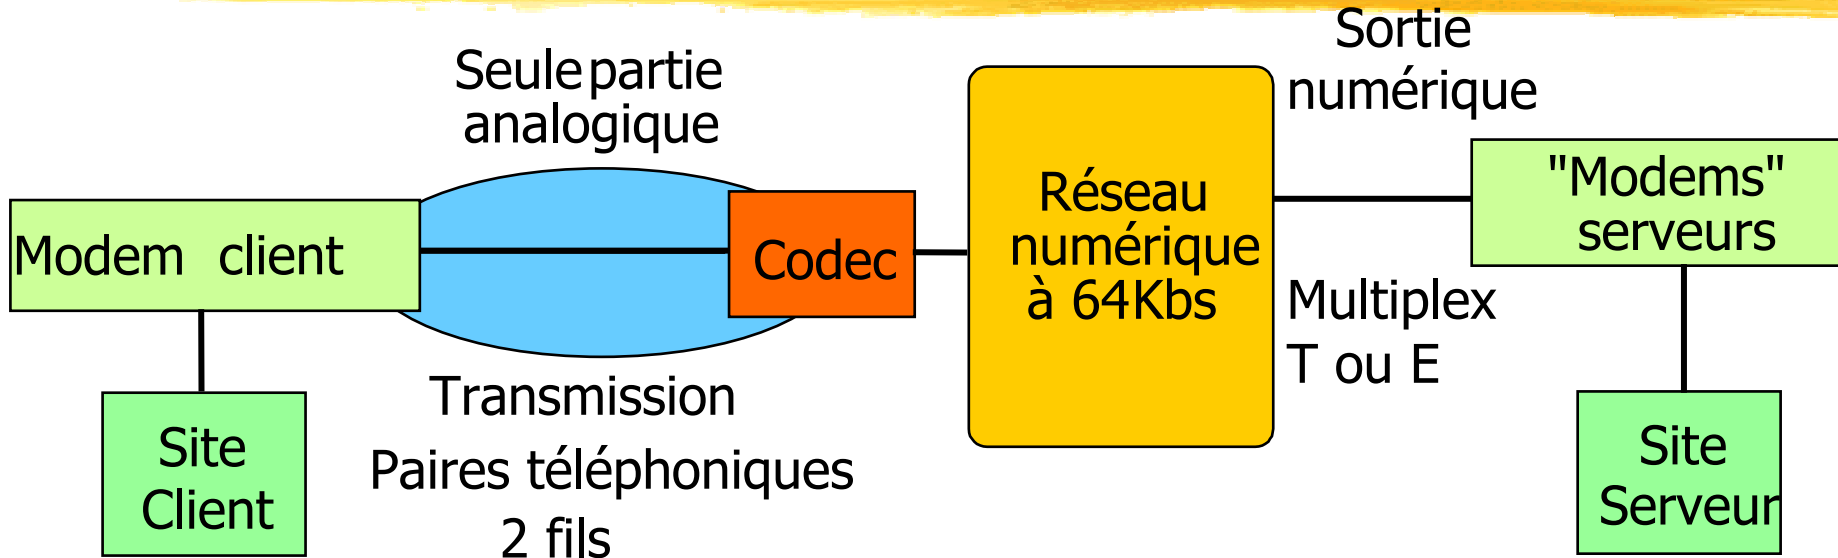 Seule partie
analogique
Sortie
numérique
Modem client
Codec
Réseau
numérique
à 64Kbs
"Modems"
serveurs
Multiplex
T ou E
Transmission
Paires téléphoniques
2 fils
Site
Client
Site
Serveur